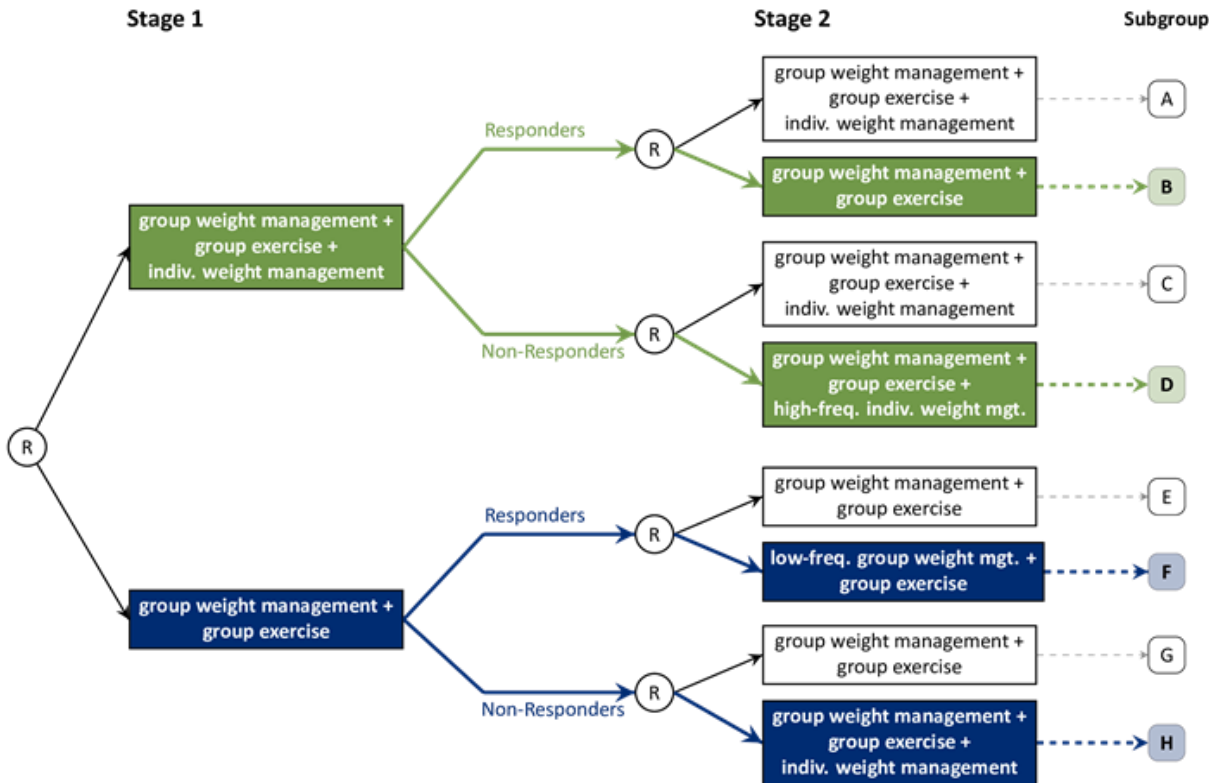 Stage 1
Stage 2
Subgroup
group weight management +
group exercise +
indiv. weight management
A
Responders
R
group weight management +
group exercise
B
group weight management +
group exercise +
indiv. weight management
group weight management +
group exercise +
indiv. weight management
C
R
Non-Responders
group weight management +
group exercise +
high-freq. indiv. weight mgt.
D
R
group weight management +
group exercise
E
Responders
R
low-freq. group weight mgt. +
group exercise
F
group weight management +
group exercise
group weight management +
group exercise
G
R
Non-Responders
group weight management +
group exercise +
indiv. weight management
H